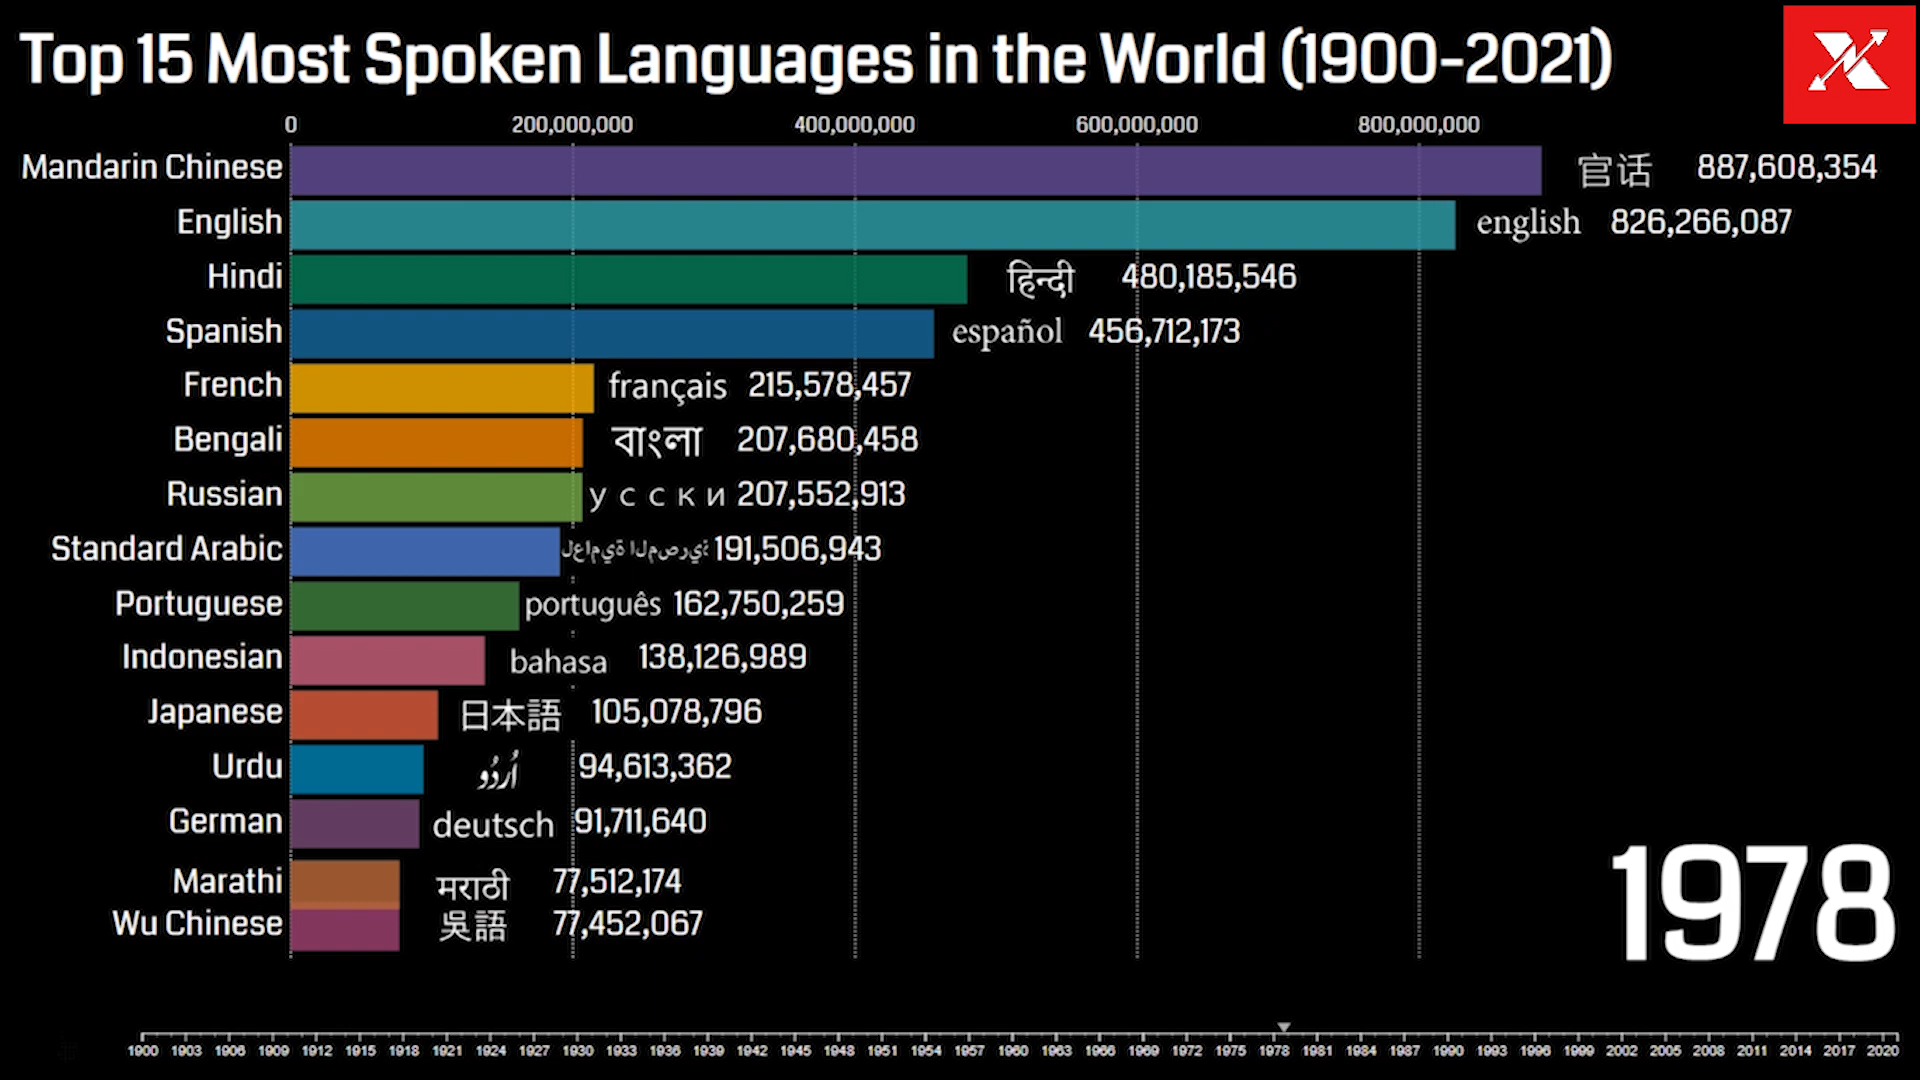 Top 15 Most Spoken Languages in the World (1900-2021)
0 200,000,000 400,000,000 600,000,000 800,000,000
Mandarin Chinese 官话 887,608,354
English english 826,266,087
Hindi हिन्दी 480,185,546
Spanish español 456,712,173
French français 215,578,457
Bengali বাংলা 207,680,458
Russian усски 207,552,913
Standard Arabic لعامية المصرية 191,506,943
Portuguese português 162,750,259
Indonesian bahasa 138,126,989
Japanese 日本語 105,078,796
Urdu اُردُو 94,613,362
German deutsch 91,711,640
Marathi मराठी 77,512,174
Wu Chinese 吳語 77,452,067
1978
1900 1903 1906 1909 1912 1915 1918 1921 1924 1927 1930 1933 1936 1939 1942 1945 1948 1951 1954 1957 1960 1963 1966 1969 1972 1975 1978 1981 1984 1987 1990 1993 1996 1999 2002 2005 2008 2011 2014 2017 2020